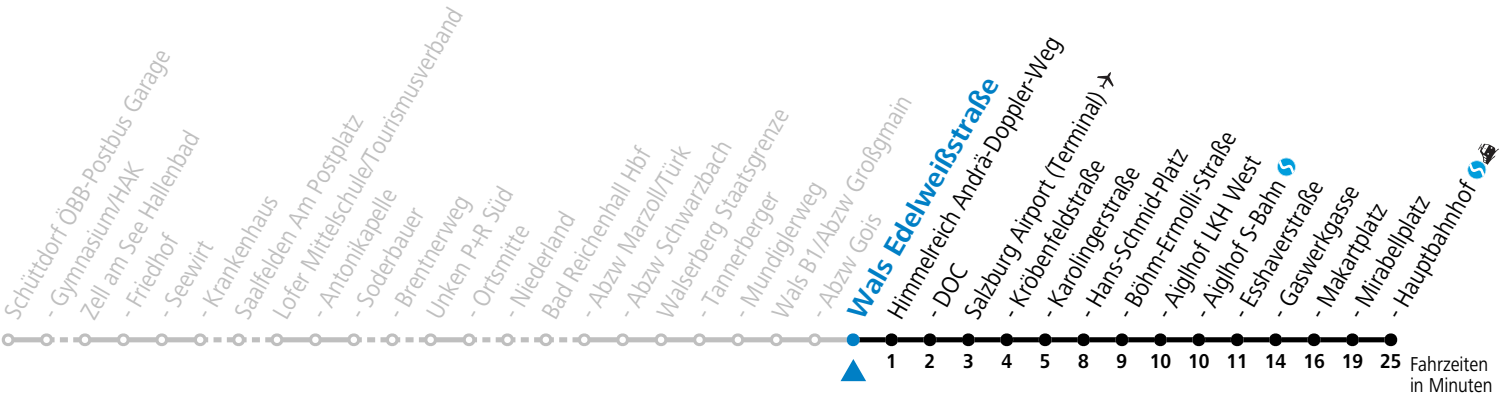 Schüttdorf ÖBB-Postbus Garage
- Gymnasium/HAK
Zell am See Hallenbad
- Friedhof
- Seewirt
- Krankenhaus
Saalfelden Am Postplatz
Lofer Mittelschule/Tourismusverband
- Antonikapelle
- Soderbauer
- Brentnerweg
Unken P+R Süd
- Ortsmitte
- Niederland
Bad Reichenhall Hbf
- Abzw Marzoll/Türk
- Abzw Schwarzbach
Walserberg Staatsgrenze
- Tannerberger
- Mundiglerweg
Wals B1/Abzw Großgmain
- Abzw Gois
Wals Edelweißstraße
Himmelreich Andrä-Doppler-Weg
- DOC
Salzburg Airport (Terminal)
- Kröbenfeldstraße
- Karolingerstraße
- Hans-Schmid-Platz
- Böhm-Ermolli-Straße
- Aiglhof LKH West
- Aiglhof S-Bahn
- Esshaverstraße
- Gaswerkgasse
- Makartplatz
- Mirabellplatz
- Hauptbahnhof
1 2 3 4 5 8 9 10 10 11 14 16 19 25 Fahrzeiten
in Minuten